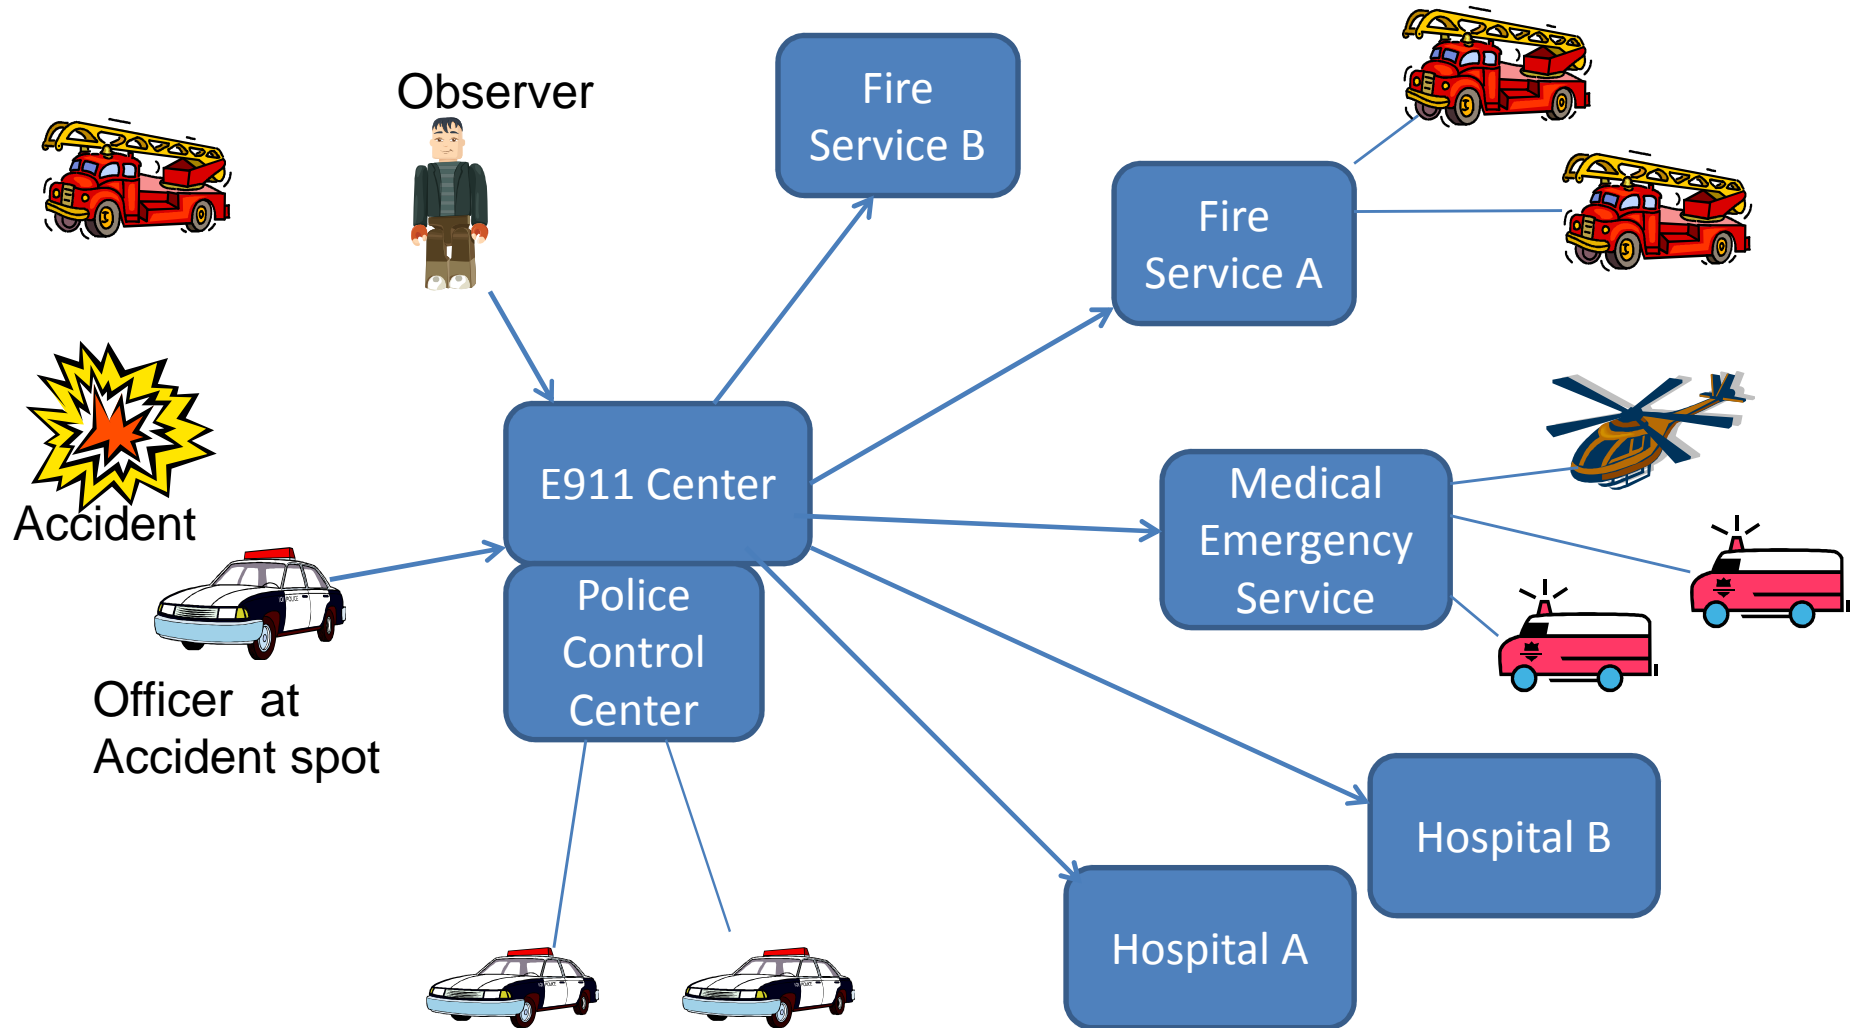 Observer
Fire
Service B
Fire
Service A
Accident
E911 Center
Medical
Emergency
Service
Police
Control
Center
Officer at
Accident spot
Hospital B
Hospital A